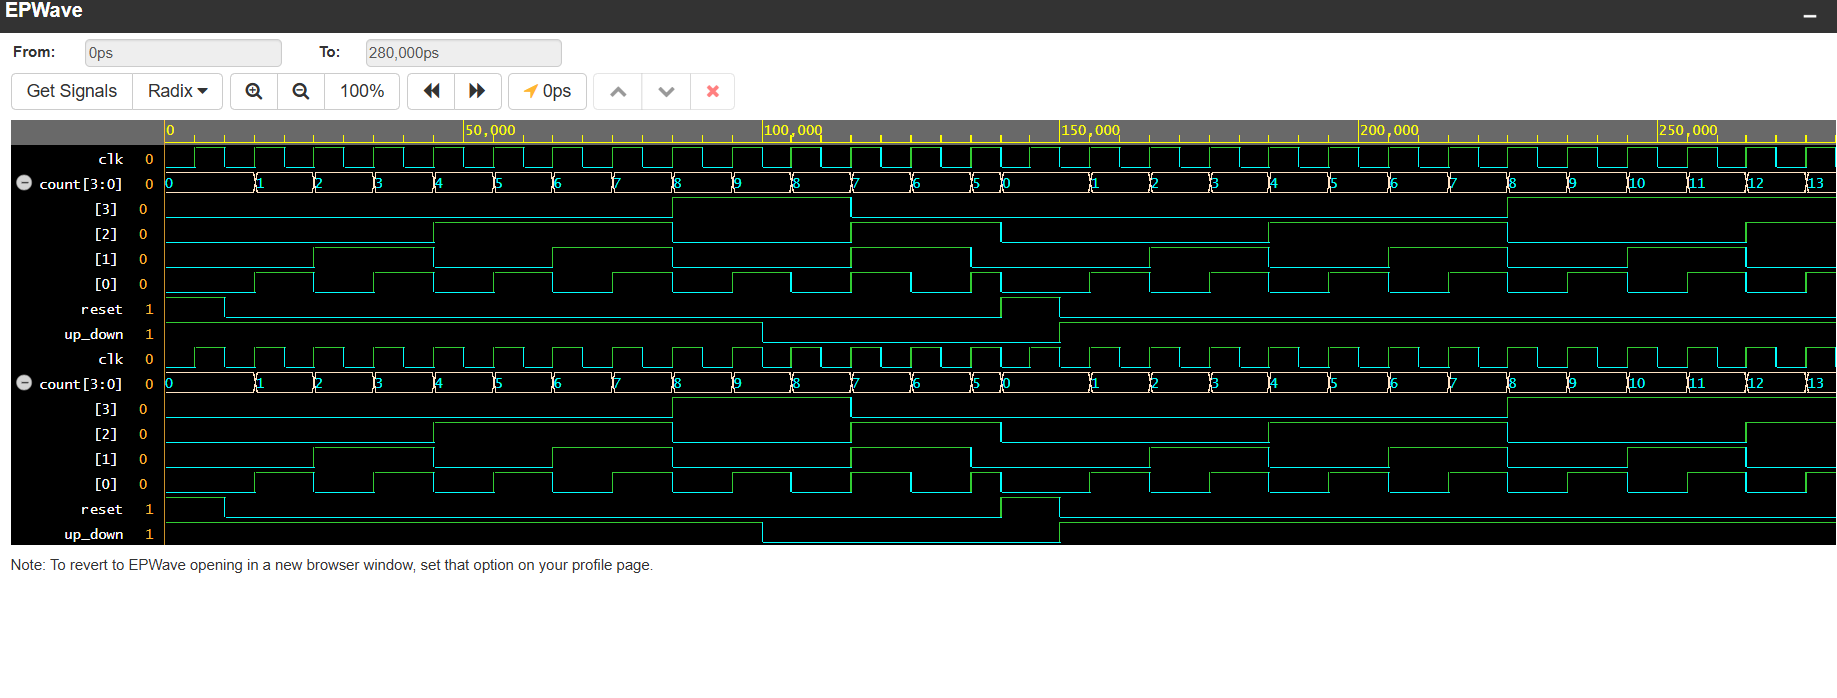 EPWave
From: 0ps To: 280,000ps
Get Signals Radix 100% 0ps
0 50,000 100,000 150,000 200,000 250,000
clk 0
count[3:0] 0 0 1 2 3 4 5 6 7 8 9 8 7 6 5 0 1 2 3 4 5 6 7 8 9 10 11 12 13
[3] 0
[2] 0
[1] 0
[0] 0
reset 1
up_down 1
clk 0
count[3:0] 0 0 1 2 3 4 5 6 7 8 9 8 7 6 5 0 1 2 3 4 5 6 7 8 9 10 11 12 13
[3] 0
[2] 0
[1] 0
[0] 0
reset 1
up_down 1
Note: To revert to EPWave opening in a new browser window, set that option on your profile page.